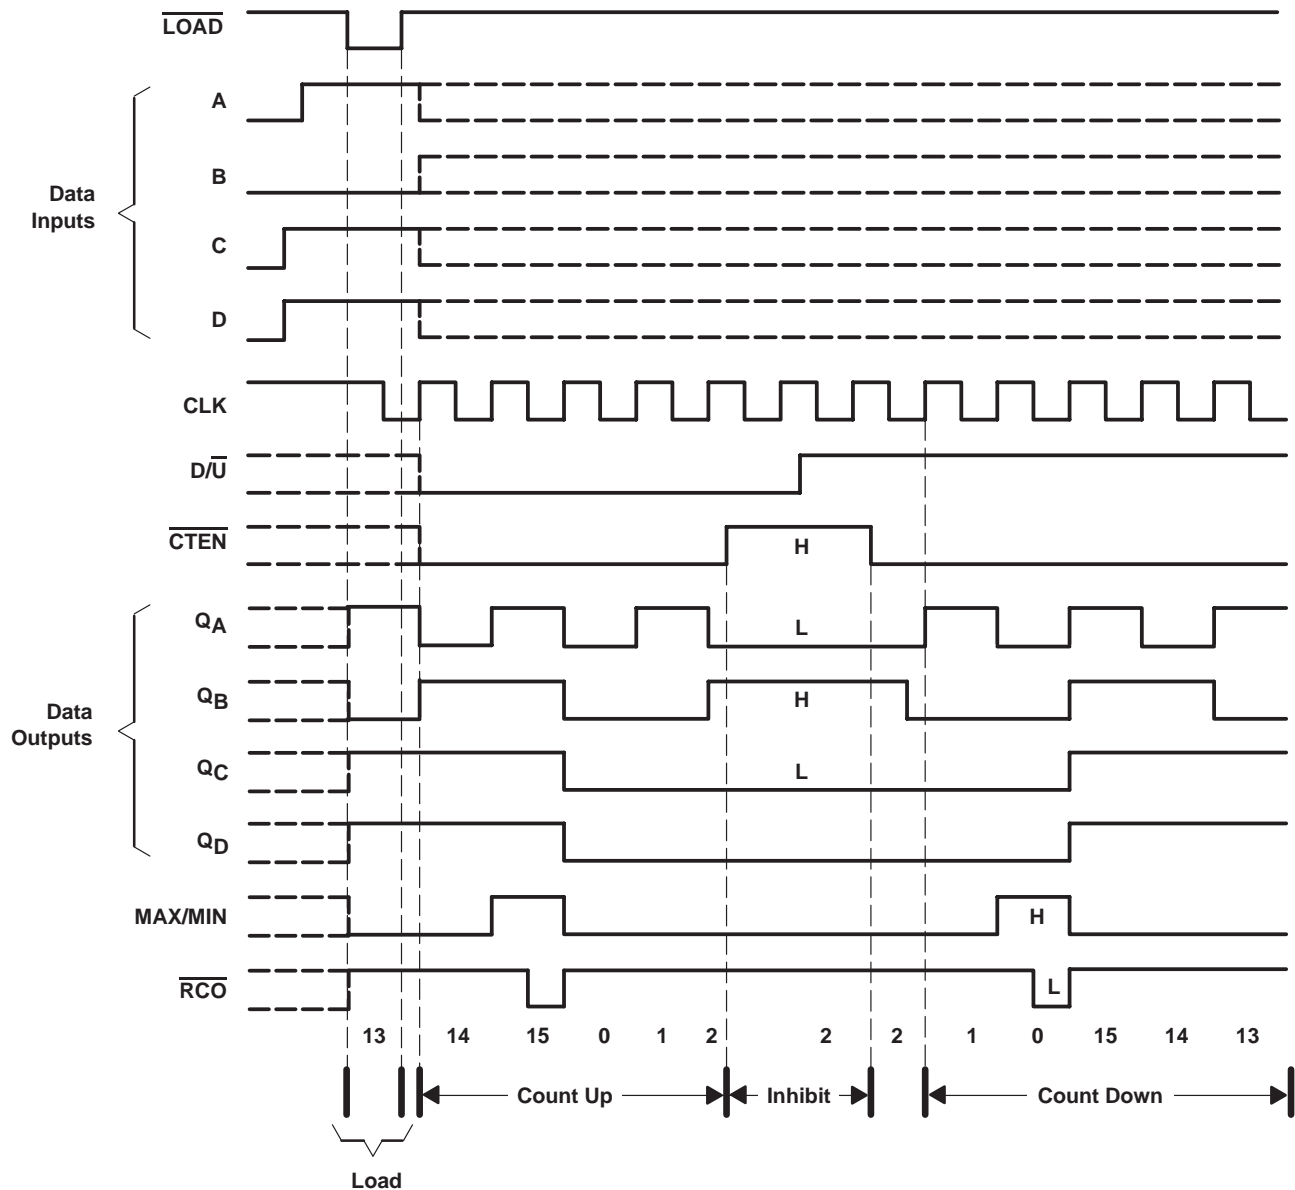 LOAD
A
B
Data
Inputs
C
D
CLK
D/U
CTEN
H
QA
L
QB
H
Data
Outputs
QC
L
QD
MAX/MIN
H
RCO
L
13 14 15 0 1 2 2 2 1 0 15 14 13
Count Up Inhibit Count Down
Load